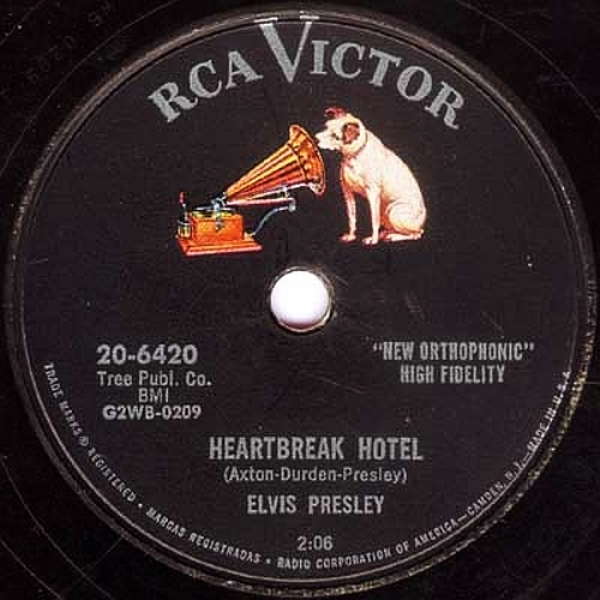 RCA VICTOR
20-6420
Tree Publ. Co.
BMI
G2WB-0209
"NEW ORTHOPHONIC"
HIGH FIDELITY
HEARTBREAK HOTEL
(Axton-Durden-Presley)
ELVIS PRESLEY
2:06
TRADE MARKS ® REGISTERED • MARCAS REGISTRADAS • RADIO CORPORATION OF AMERICA—CAMDEN, N. J.—MADE IN U.S.A.